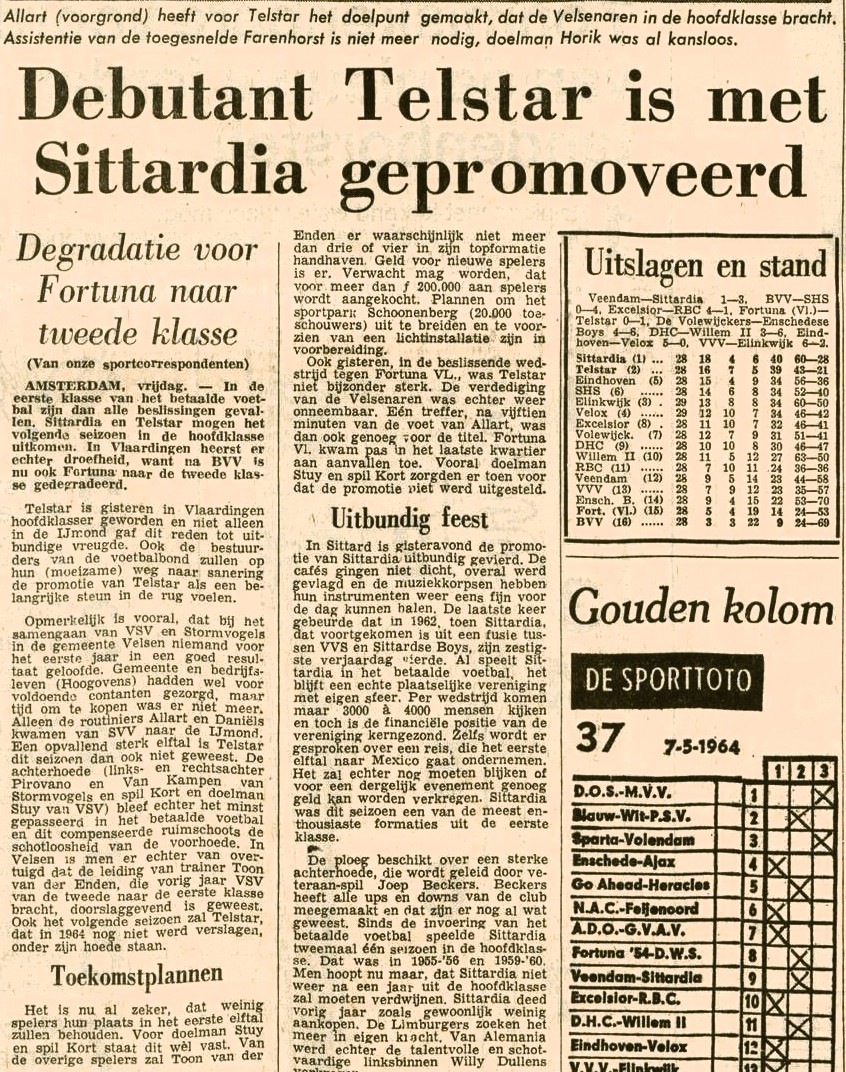 Allart (voorgrond) heeft voor Telstar het doelpunt gemaakt, dat de Velsenaren in de hoofdklasse bracht.
Assistentie van de toegesnelde Farenhorst is niet meer nodig, doelman Horik was al kansloos.
Debutant Telstar is met
Sittardia gepromoveerd
Degradatie voor
Fortuna naar
tweede klasse
(Van onze sportcorrespondenten)
AMSTERDAM, vrijdag. — In de
eerste klasse van het betaalde voet-
bal zijn dan alle beslissingen geval-
len. Sittardia en Telstar mogen het
volgende seizoen in de hoofdklasse
uitkomen. In Vlaardingen heerst er
echter droefheid, want na BVV is
nu ook Fortuna naar de tweede klas-
se gedegradeerd.
Telstar is gisteren in Vlaardingen
hoofdklasser geworden en niet alleen
in de IJmond gaf dit reden tot uit-
bundige vreugde. Ook de bestuur-
ders van de voetbalbond zullen op
hun (moeizame) weg naar sanering
de promotie van Telstar als een be-
langrijke steun in de rug voelen.
Opmerkelijk is vooral, dat bij het
samengaan van VSV en Stormvogels
in de gemeente Velsen niemand voor
het eerste jaar in een goed resul-
taat geloofde. Gemeente en bedrijfs-
leven (Hoogovens) hadden wel voor
voldoende contanten gezorgd, maar
tijd om te kopen was er niet meer.
Alleen de routiniers Allart en Daniëls
kwamen van SVV naar de IJmond.
Een opvallend sterk elftal is Telstar
dit seizoen dan ook niet geweest. De
achterhoede (links- en rechtsachter
Pirovano en Van Kampen van
Stormvogels en spil Kort en doelman
Stuy van VSV) bleef echter het minst
gepasseerd in het betaalde voetbal
en dit compenseerde ruimschoots de
schotloosheid van de voorhoede. In
Velsen is men er echter van over-
tuigd dat de leiding van trainer Toon
van der Enden, die vorig jaar VSV
van de tweede naar de eerste klasse
bracht, doorslaggevend is geweest.
Ook het volgende seizoen zal Telstar,
dat in 1964 nog niet werd verslagen,
onder zijn hoede staan.
Toekomstplannen
Het is nu al zeker, dat weinig
spelers hun plaats in het eerste elftal
zullen behouden. Voor doelman Stuy
en spil Kort staat dit wèl vast. Van
de overige spelers zal Toon van der
Enden er waarschijnlijk niet meer
dan drie of vier in zijn topformatie
handhaven. Geld voor nieuwe spelers
is er. Verwacht mag worden, dat
voor meer dan ƒ 200.000 aan spelers
wordt aangekocht. Plannen om het
sportpark Schoonenberg (20.000 toe-
schouwers) uit te breiden en te voor-
zien van een lichtinstallatie zijn in
voorbereiding.
Ook gisteren, in de beslissende wed-
strijd tegen Fortuna VL., was Telstar
niet bijzonder sterk. De verdediging
van de Velsenaren was echter weer
onneembaar. Eén treffer, na vijftien
minuten van de voet van Allart, was
dan ook genoeg voor de titel. Fortuna
Vl. kwam pas in het laatste kwartier
aan aanvallen toe. Vooral doelman
Stuy en spil Kort zorgden er toen voor
dat de promotie niet werd uitgesteld.
Uitbundig feest
In Sittard is gisteravond de promo-
tie van Sittardia uitbundig gevierd. De
cafés gingen niet dicht, overal werd
gevlagd en de muziekkorpsen hebben
hun instrumenten weer eens fijn voor
de dag kunnen halen. De laatste keer
gebeurde dat in 1962, toen Sittardia,
dat voortgekomen is uit een fusie tus-
sen VVS en Sittardse Boys, zijn zestig-
ste verjaardag vierde. Al speelt Sit-
tardia in het betaalde voetbal, het
blijft een echte plaatselijke vereniging
met eigen sfeer. Per wedstrijd komen
maar 3000 à 4000 mensen kijken
en toch is de financiële positie van de
vereniging kerngezond. Zelfs wordt er
gesproken over een reis, die het eerste
elftal naar Mexico gaat ondernemen.
Het zal echter nog moeten blijken of
voor een dergelijk evenement genoeg
geld kan worden verkregen. Sittardia
was dit seizoen een van de meest en-
thousiaste formaties uit de eerste
klasse.
De ploeg beschikt over een sterke
achterhoede, die wordt geleid door ve-
teraan-spil Joep Beckers. Beckers
heeft alle ups en downs van de club
meegemaakt en dat zijn er nog al wat
geweest. Sinds de invoering van het
betaalde voetbal speelde Sittardia
tweemaal één seizoen in de hoofdklas-
se. Dat was in 1955-'56 en 1959-'60.
Men hoopt nu maar, dat Sittardia niet
weer na een jaar uit de hoofdklasse
zal moeten verdwijnen. Sittardia deed
vorig jaar zoals gewoonlijk weinig
aankopen. De Limburgers zoeken het
meer in eigen kracht. Van Alemania
werd echter de talentvolle en schot-
vaardige linksbinnen Willy Dullens
Uitslagen en stand
Veendam—Sittardia 1—3, BVV—SHS
0—4, Excelsior—RBC 4—1, Fortuna (Vl.)—
Telstar 0—1, De Volewijckers—Enschedese
Boys 4—6, DHC—Willem II 3—6, Eind-
hoven—Velox 5—0, VVV—Elinkwijk 6—2.
Sittardia (1) ... 28 18 4 6 40 60—28
Telstar (2) ... 28 16 7 5 39 43—21
Eindhoven (5) 28 15 4 9 34 56—36
SHS (6) ...... 28 14 6 8 34 52—40
Elinkwijk (3) . 29 13 8 8 34 60—50
Velox (4) ...... 29 12 10 7 34 46—42
Excelsior (8) . 28 11 10 7 32 46—41
Volewijck. (7) 28 12 7 9 31 51—41
DHC (9) ...... 28 10 10 8 30 46—47
Willem II (10) 28 11 5 12 27 63—50
RBC (11) ...... 28 7 10 11 24 36—36
Veendam (12) 28 9 5 14 23 44—58
VVV (13) ...... 28 7 9 12 23 35—57
Ensch. B. (14) 28 9 4 15 22 53—70
Fort. (Vl.) (15) 28 5 4 19 14 24—53
BVV (16) ...... 28 3 3 22 9 24—69
Gouden kolom
DE SPORTTOTO
37 7-5-1964
1 2 3
D.O.S.-M.V.V. 1
Blauw-Wit-P.S.V. 2
Sparta-Volendam 3
Enschede-Ajax 4
Go Ahead-Heracles 5
N.A.C.-Feijenoord 6
A.D.O.-G.V.A.V. 7
Fortuna '54-D.W.S. 8
Veendam-Sittardia 9
Excelsior-R.B.C. 10
D.H.C.-Willem II 11
Eindhoven-Velox 12
V.V.V.-Elinkwijk 13